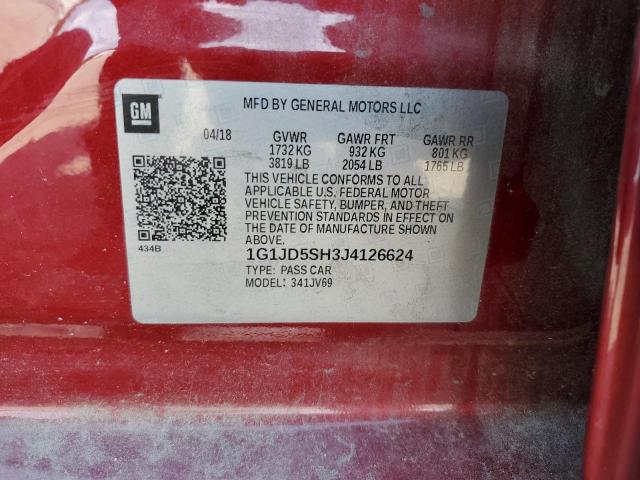 GM
MFD BY GENERAL MOTORS LLC
04/18 GVWR GAWR FRT GAWR RR
1732 KG 932 KG 801 KG
3819 LB 2054 LB 1765 LB
THIS VEHICLE CONFORMS TO ALL
APPLICABLE U.S. FEDERAL MOTOR
VEHICLE SAFETY, BUMPER, AND THEFT
PREVENTION STANDARDS IN EFFECT ON
THE DATE OF MANUFACTURE SHOWN
ABOVE.
434B
1G1JD5SH3J4126624
TYPE: PASS CAR
MODEL: 341JV69